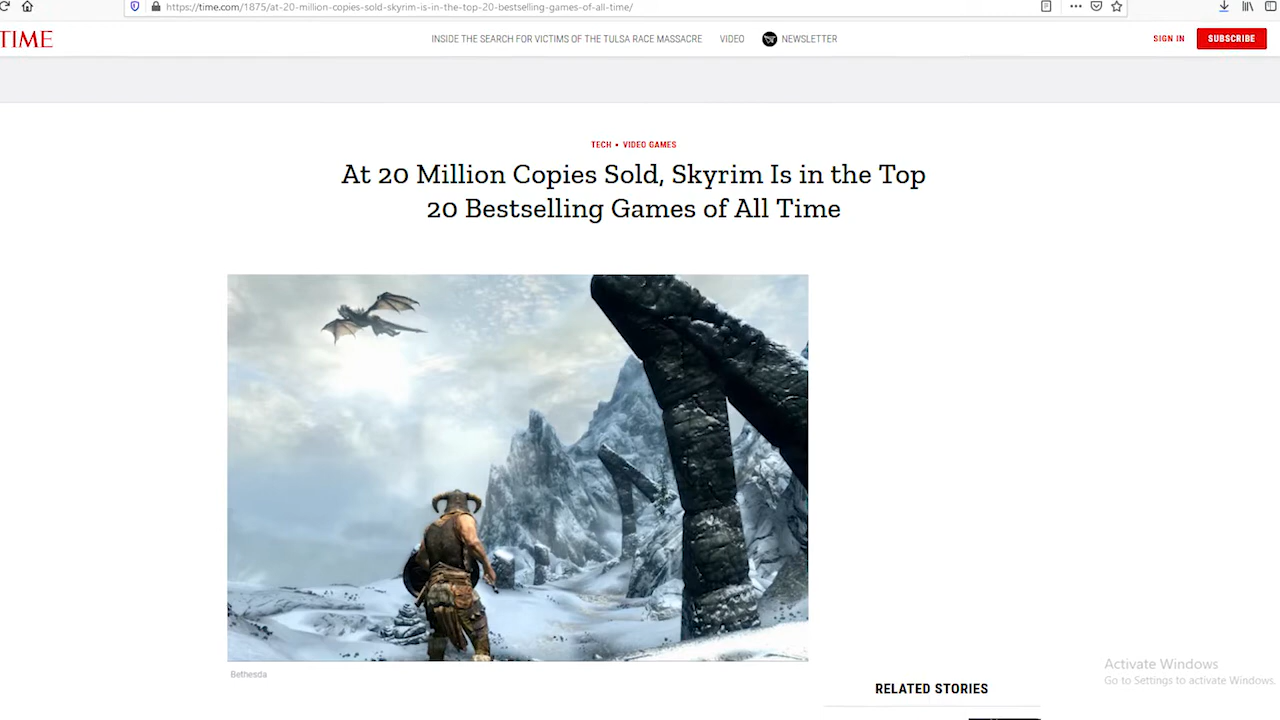 https://time.com/1875/at-20-million-copies-sold-skyrim-is-in-the-top-20-bestselling-games-of-all-time/
TIME
INSIDE THE SEARCH FOR VICTIMS OF THE TULSA RACE MASSACRE
VIDEO
NEWSLETTER
SIGN IN
SUBSCRIBE
TECH • VIDEO GAMES
At 20 Million Copies Sold, Skyrim Is in the Top
20 Bestselling Games of All Time
Bethesda
Activate Windows
Go to Settings to activate Windows.
RELATED STORIES